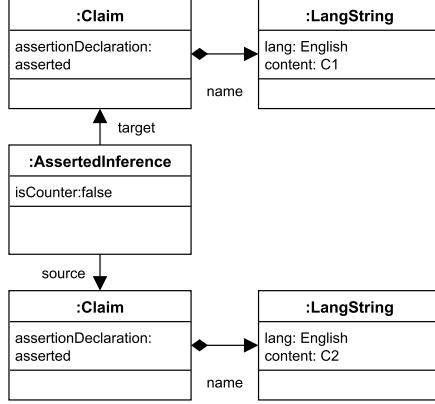 :Claim
assertionDeclaration:
asserted
:LangString
lang: English
content: C1
name
target
:AssertedInference
isCounter:false
source
:Claim
assertionDeclaration:
asserted
:LangString
lang: English
content: C2
name